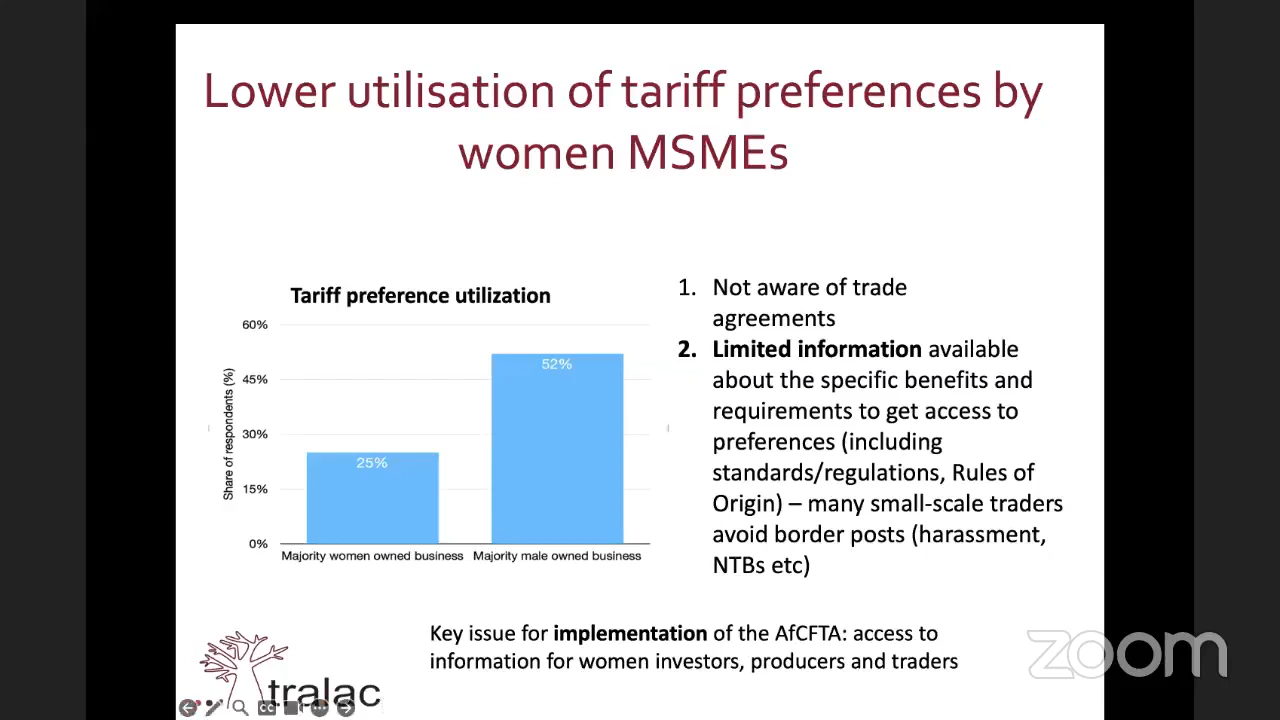 Lower utilisation of tariff preferences by
women MSMEs
Tariff preference utilization
60%
45%
30%
15%
0%
Share of respondents (%)
52%
25%
Majority women owned business
Majority male owned business
1. Not aware of trade
agreements
2. Limited information available
about the specific benefits and
requirements to get access to
preferences (including
standards/regulations, Rules of
Origin) – many small-scale traders
avoid border posts (harassment,
NTBs etc)
Key issue for implementation of the AfCFTA: access to
information for women investors, producers and traders
tralac
CC
zoom